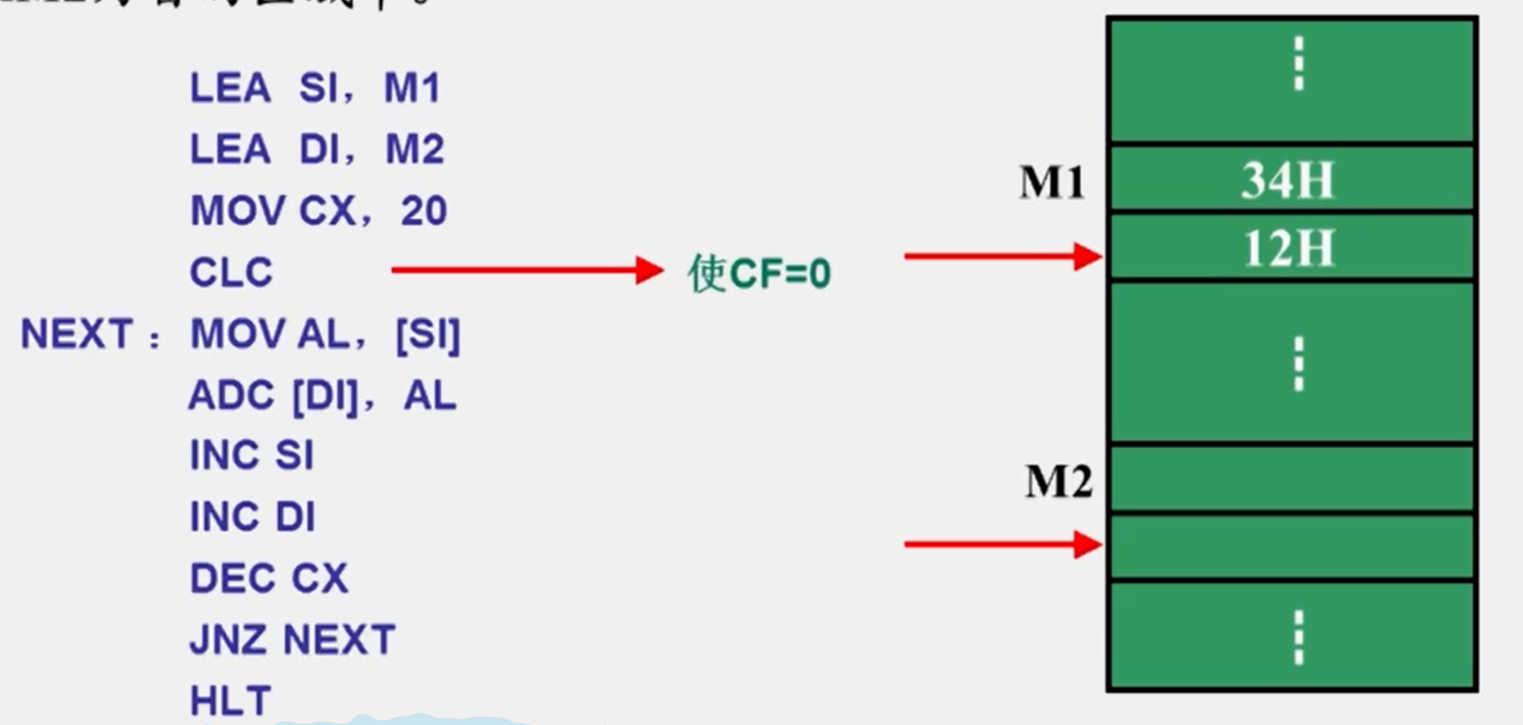 LEA SI， M1
LEA DI， M2
MOV CX， 20
CLC
使CF=0
NEXT： MOV AL， [SI]
ADC [DI]， AL
INC SI
INC DI
DEC CX
JNZ NEXT
HLT
M1
34H
12H
M2